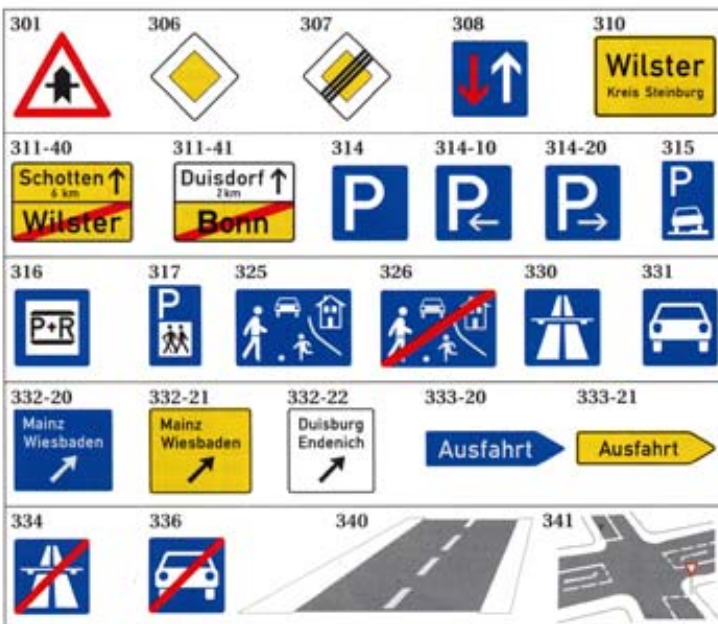 301 306 307 308 310
Wilster
Kreis Steinburg
311-40 311-41 314 314-10 314-20 315
Schotten
6 km
Wilster
Duisdorf
2 km
Bonn
P
P
P
P
316 317 325 326 330 331
P+R
P
332-20 332-21 332-22 333-20 333-21
Mainz
Wiesbaden
Mainz
Wiesbaden
Duisburg
Endenich
Ausfahrt
Ausfahrt
334 336 340 341